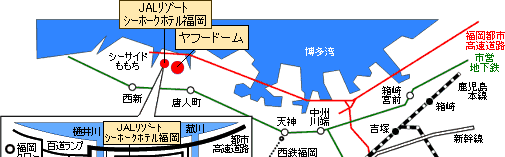 JALリゾート
シーホークホテル福岡
ヤフードーム
シーサイド
ももち
博多湾
福岡都市
高速道路
市営
地下鉄
西新
唐人町
天神
中州
川端
箱崎
宮前
箱崎
鹿児島
本線
吉塚
新幹線
西鉄福岡
樋井川
菰川
JALリゾート
シーホークホテル福岡
都市
高速道路
福岡
百道ランプ